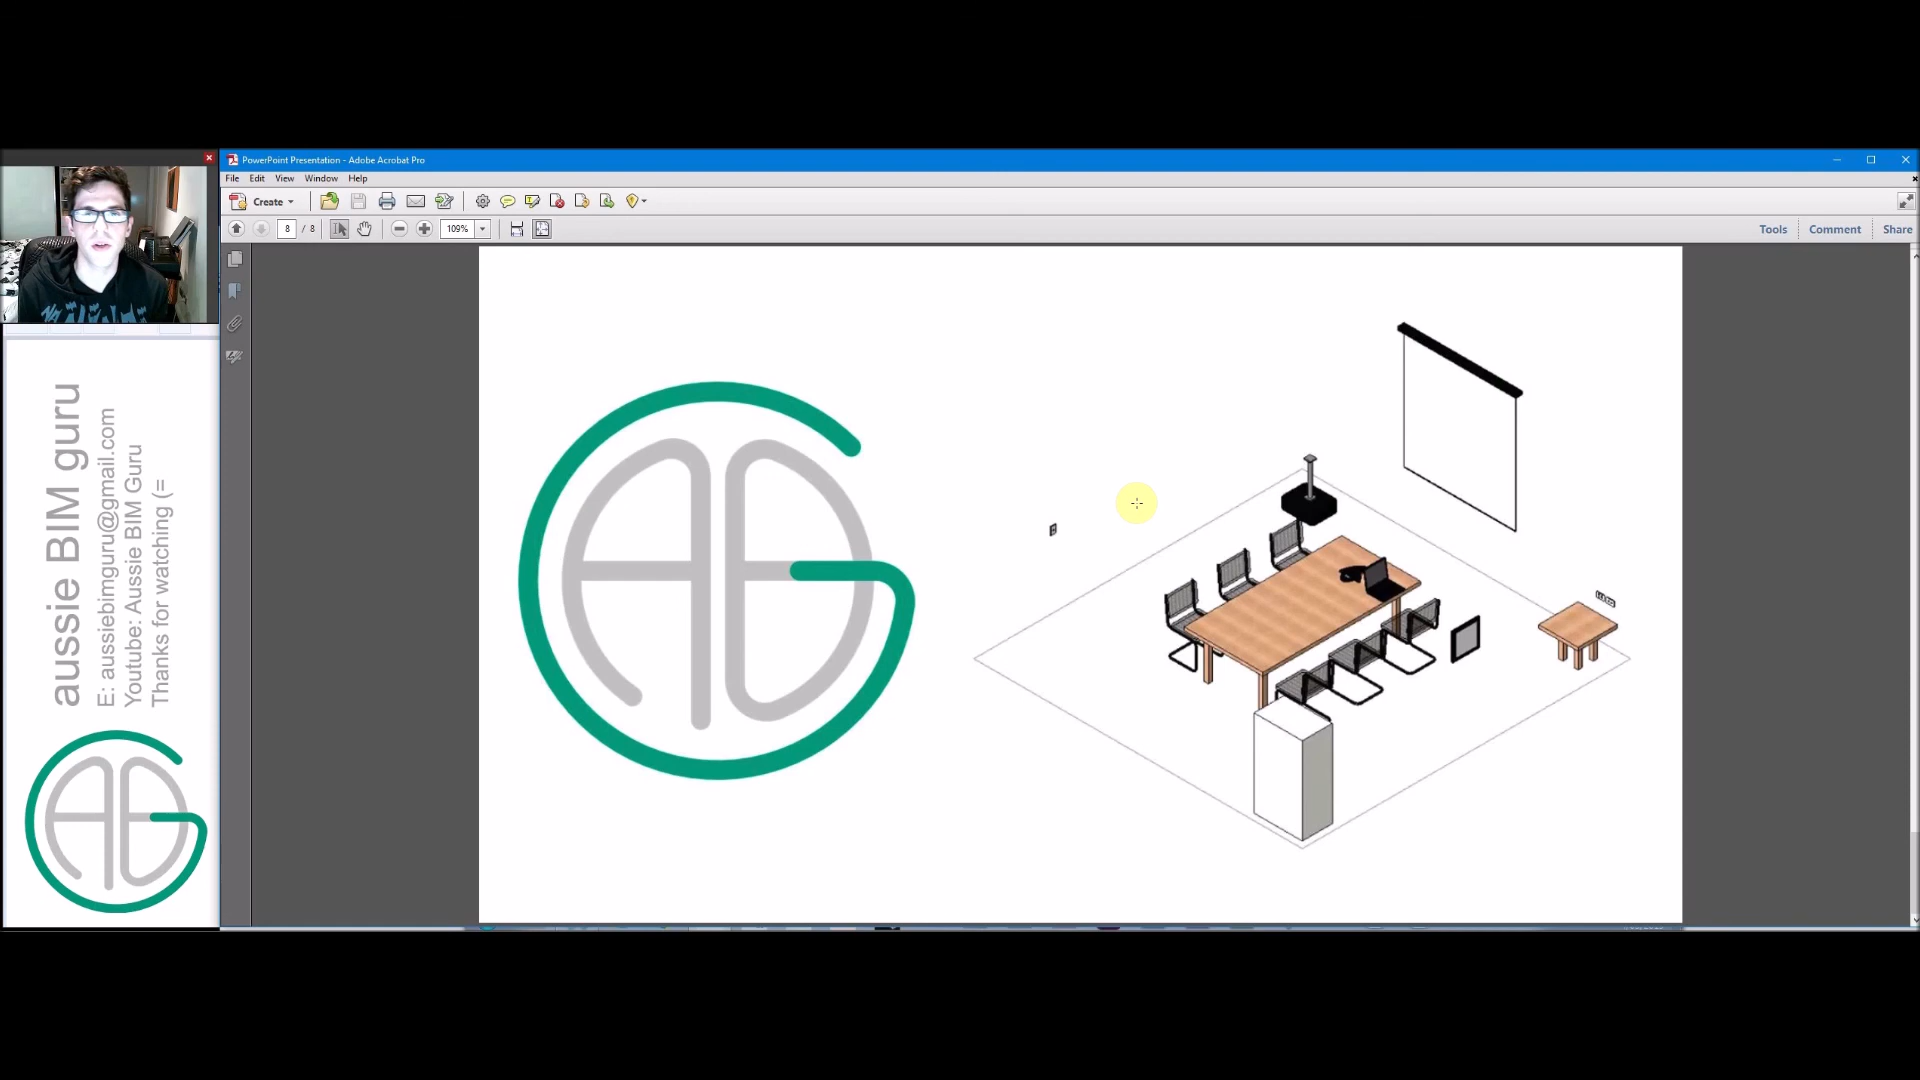 PowerPoint Presentation - Adobe Acrobat Pro
File Edit View Window Help
Create
8 / 8 109%
Tools Comment Share
aussie BIM guru
E: aussiebimguru@gmail.com
Youtube: Aussie BIM Guru
Thanks for watching (=